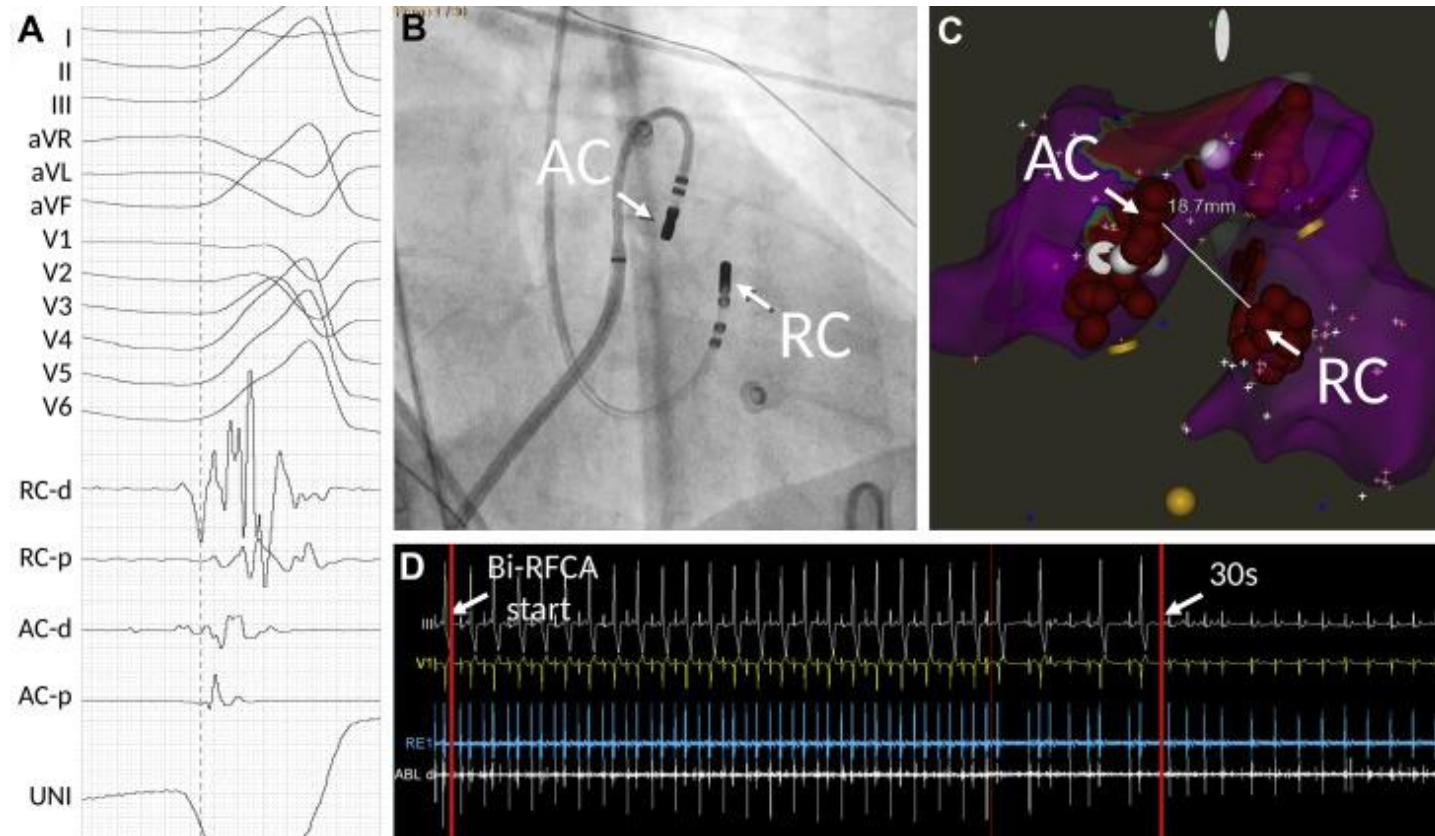 A
I
II
III
aVR
aVL
aVF
V1
V2
V3
V4
V5
V6
RC-d
RC-p
AC-d
AC-p
UNI
B
AC
RC
C
AC
18.7mm
RC
D
Bi-RFCA
start
30s
III
V1
RE1
ABL d